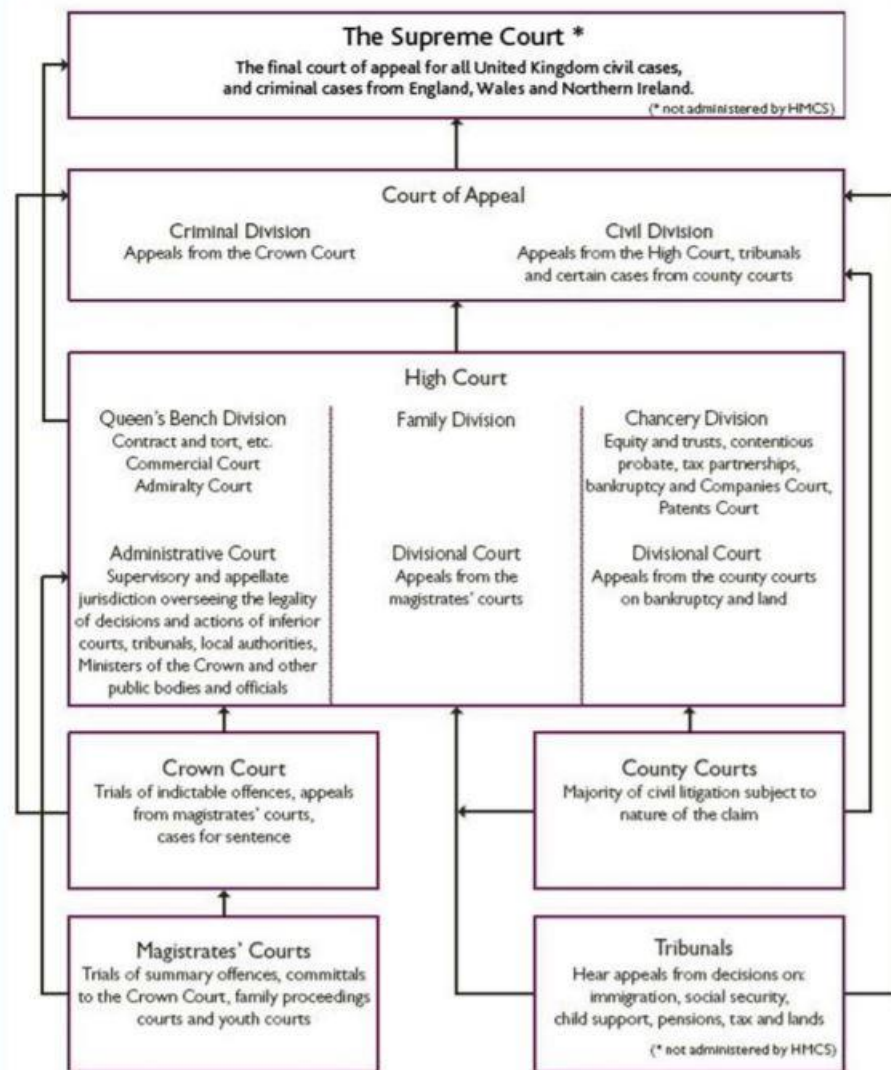 The Supreme Court *
The final court of appeal for all United Kingdom civil cases,
and criminal cases from England, Wales and Northern Ireland.
(* not administered by HMCS)
Court of Appeal
Criminal Division
Appeals from the Crown Court
Civil Division
Appeals from the High Court, tribunals
and certain cases from county courts
High Court
Queen's Bench Division
Contract and tort, etc.
Commercial Court
Admiralty Court
Administrative Court
Supervisory and appellate
jurisdiction overseeing the legality
of decisions and actions of inferior
courts, tribunals, local authorities,
Ministers of the Crown and other
public bodies and officials
Family Division
Divisional Court
Appeals from the
magistrates' courts
Chancery Division
Equity and trusts, contentious
probate, tax partnerships,
bankruptcy and Companies Court,
Patents Court
Divisional Court
Appeals from the county courts
on bankruptcy and land
Crown Court
Trials of indictable offences, appeals
from magistrates' courts,
cases for sentence
County Courts
Majority of civil litigation subject to
nature of the claim
Magistrates' Courts
Trials of summary offences, committals
to the Crown Court, family proceedings
courts and youth courts
Tribunals
Hear appeals from decisions on:
immigration, social security,
child support, pensions, tax and lands
(* not administered by HMCS)